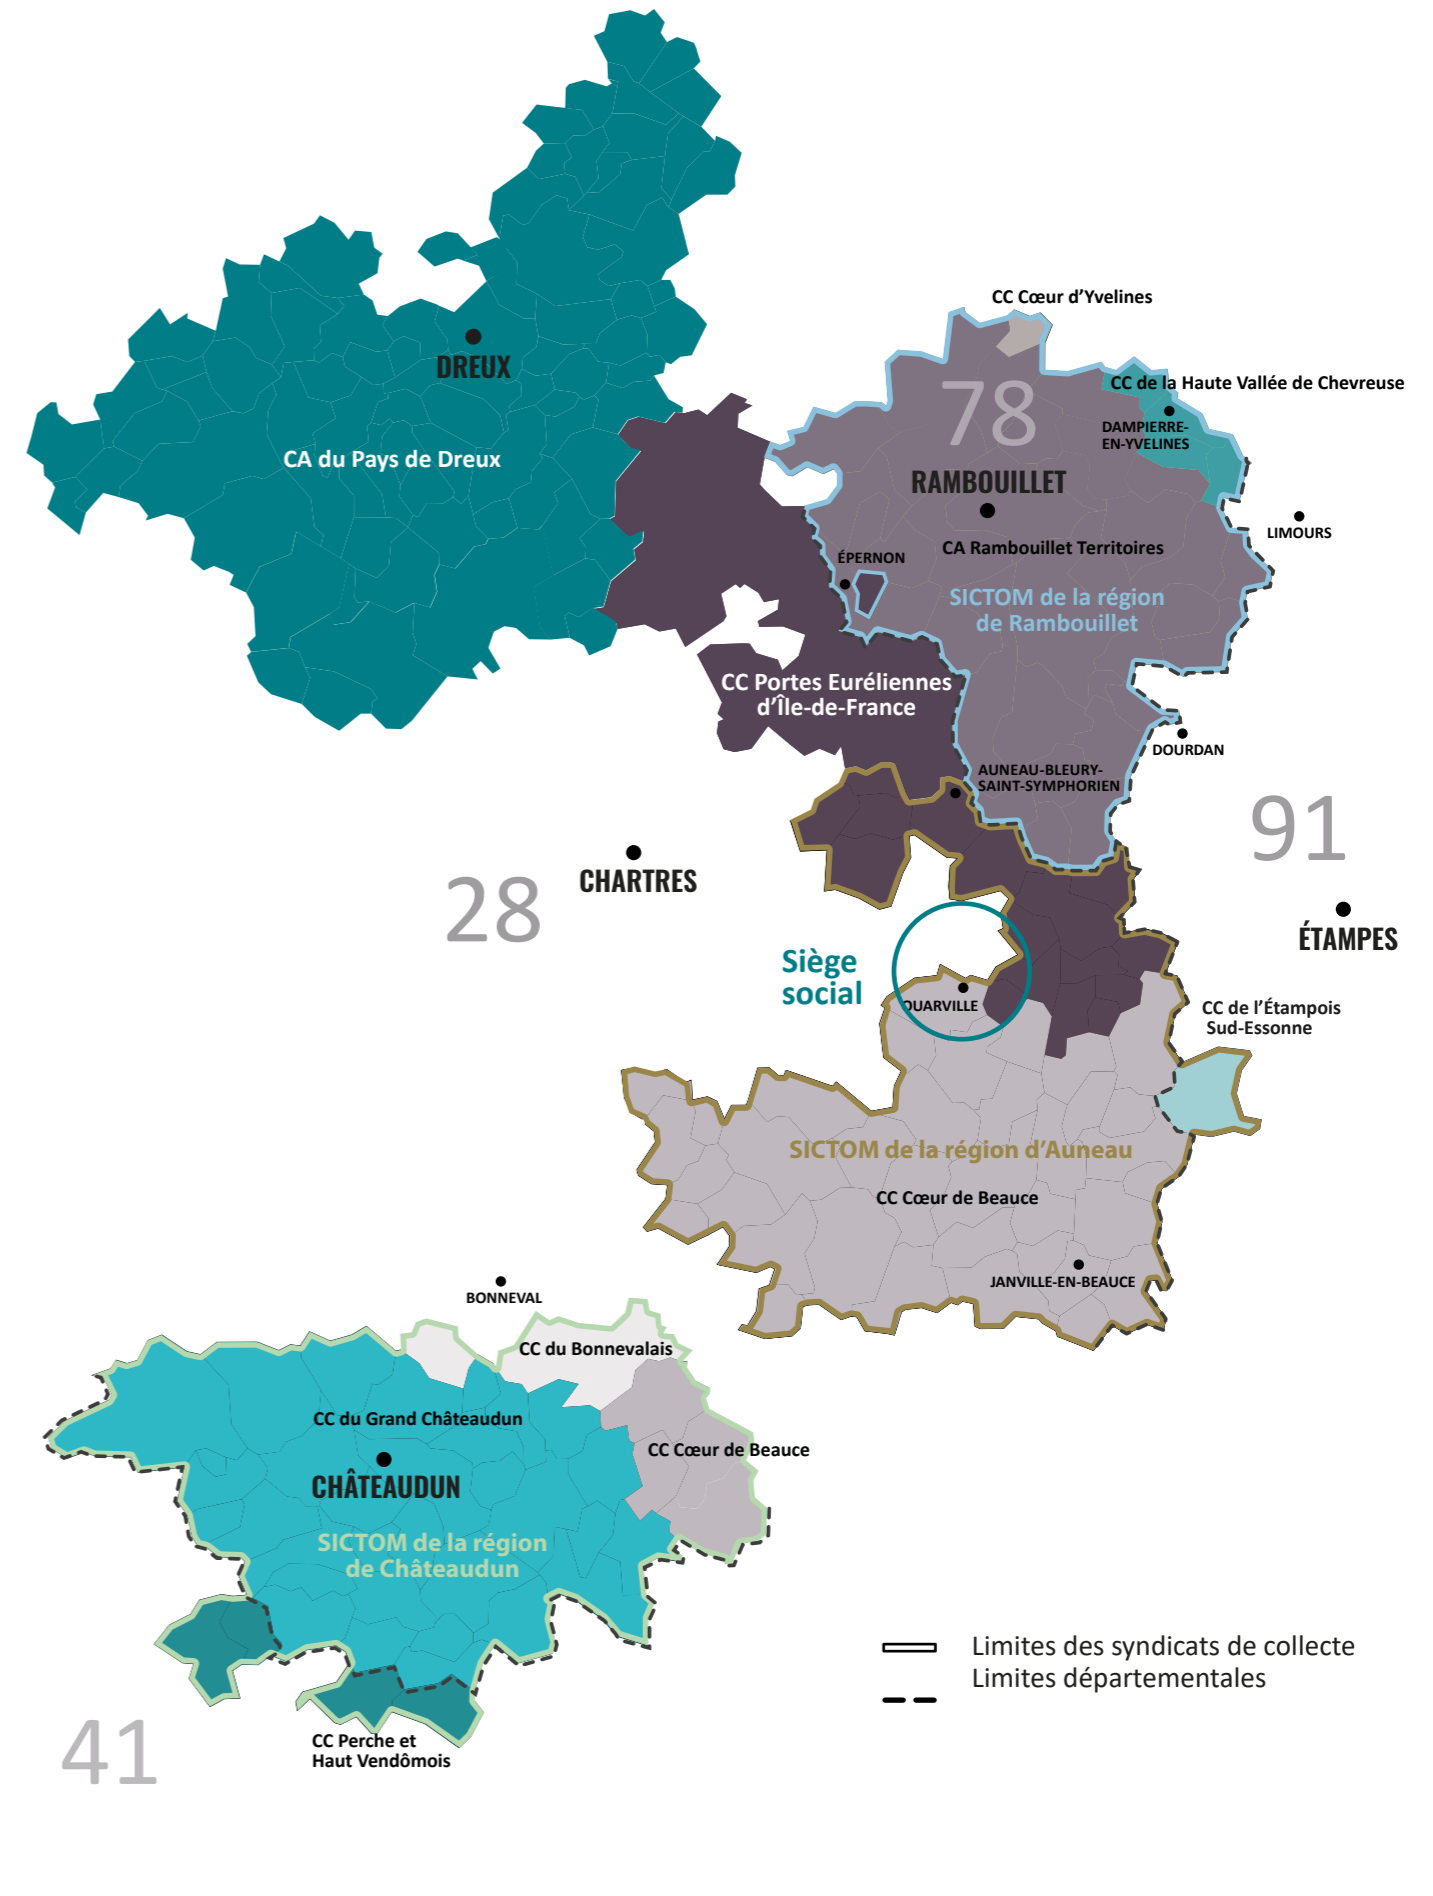 CC Cœur d’Yvelines
78
CC de la Haute Vallée de Chevreuse
DREUX
DAMPIERRE-
EN-YVELINES
CA du Pays de Dreux
RAMBOUILLET
LIMOURS
CA Rambouillet Territoires
ÉPERNON
SICTOM de la région
de Rambouillet
CC Portes Euréliennes
d’Île-de-France
DOURDAN
AUNEAU-BLEURY-
SAINT-SYMPHORIEN
91
CHARTRES
28
ÉTAMPES
Siège
social
OUARVILLE
CC de l’Étampois
Sud-Essonne
SICTOM de la région d’Auneau
CC Cœur de Beauce
JANVILLE-EN-BEAUCE
BONNEVAL
CC du Bonnevalais
CC du Grand Châteaudun
CC Cœur de Beauce
CHÂTEAUDUN
SICTOM de la région
de Châteaudun
Limites des syndicats de collecte
Limites départementales
CC Perche et
Haut Vendômois
41